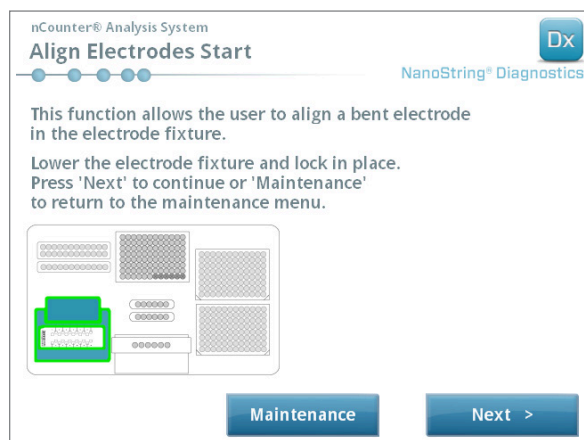 nCounter® Analysis System
Align Electrodes Start
Dx
NanoString® Diagnostics
This function allows the user to align a bent electrode
in the electrode fixture.
Lower the electrode fixture and lock in place.
Press 'Next' to continue or 'Maintenance'
to return to the maintenance menu.
Maintenance
Next >